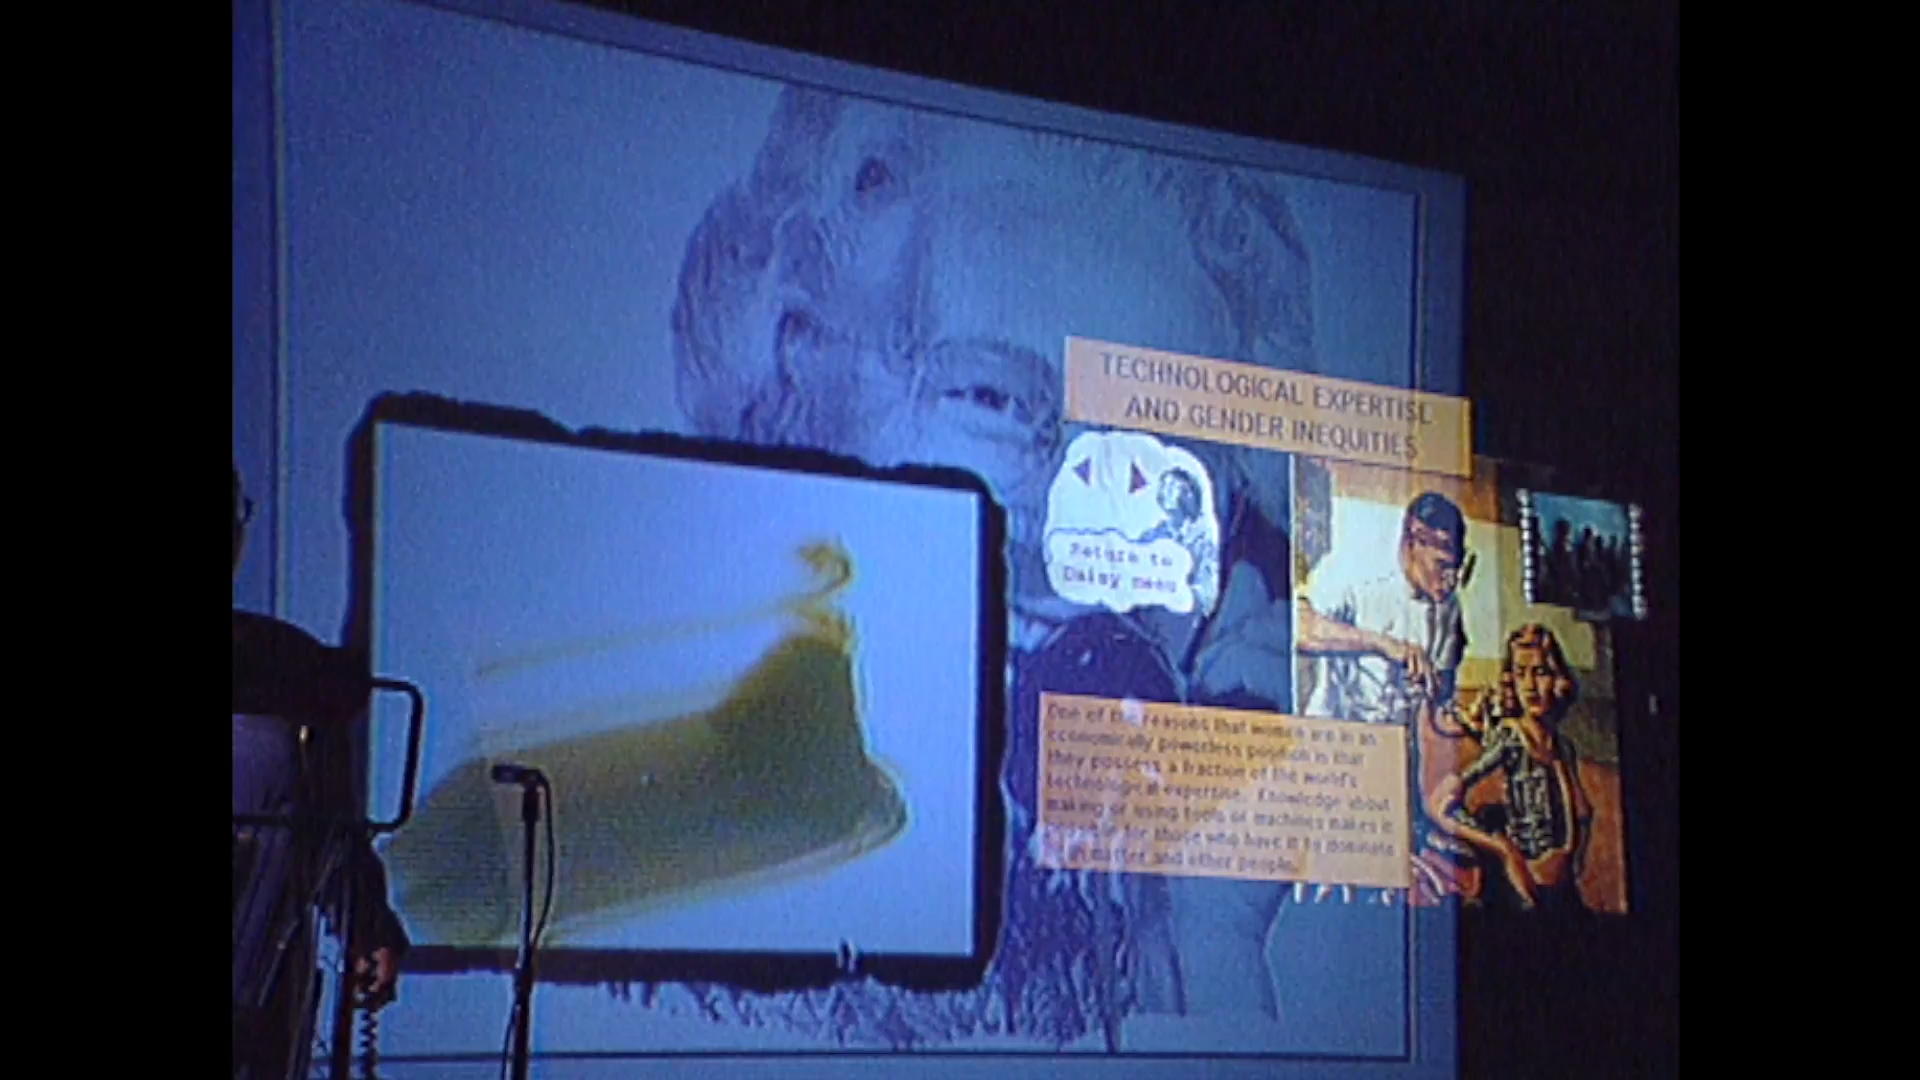 TECHNOLOGICAL EXPERTISE
AND GENDER INEQUITIES
Return to
Daisy menu
One of the reasons that women are in an
economically powerless position is that
they possess a fraction of the world's
technological expertise. Knowledge about
making or using tools or machines makes it
for those who have it to dominate
matter and other people.